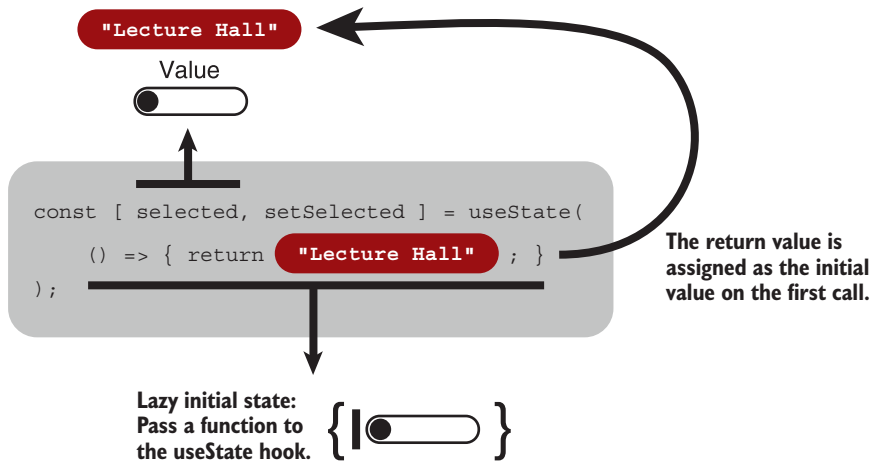 "Lecture Hall"
Value
const [ selected, setSelected ] = useState(
() => { return "Lecture Hall" ; }
);
The return value is
assigned as the initial
value on the first call.
Lazy initial state:
Pass a function to
the useState hook.
{ }